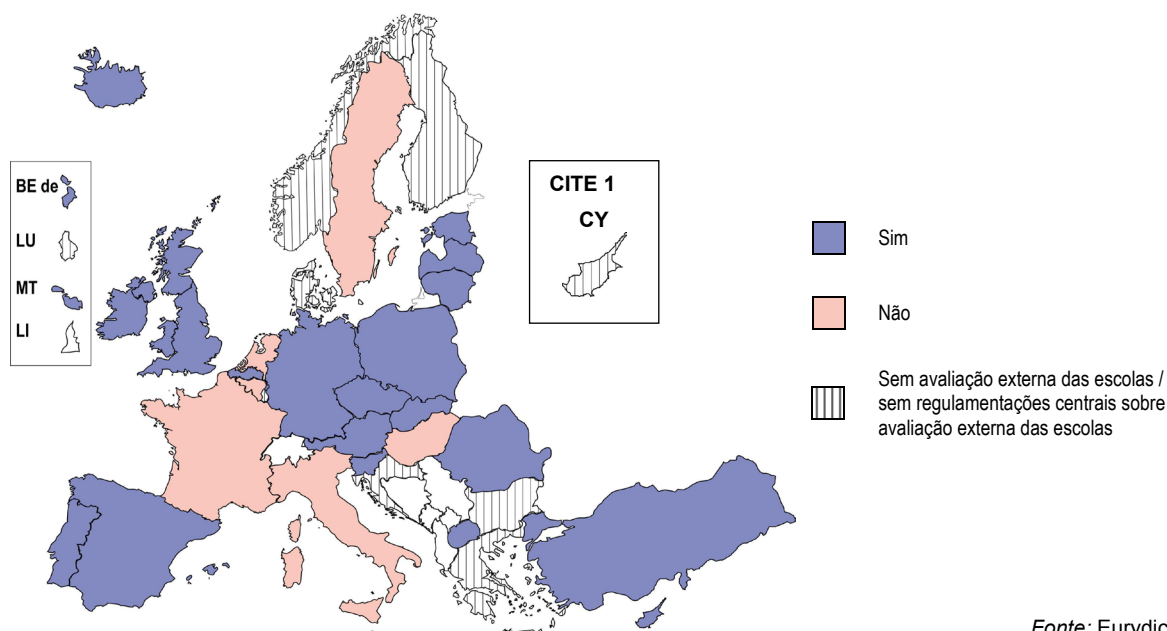 BE de
LU
MT
LI
CITE 1
CY
Sim
Não
Sem avaliação externa das escolas /
sem regulamentações centrais sobre
avaliação externa das escolas
Fonte: Eurydic